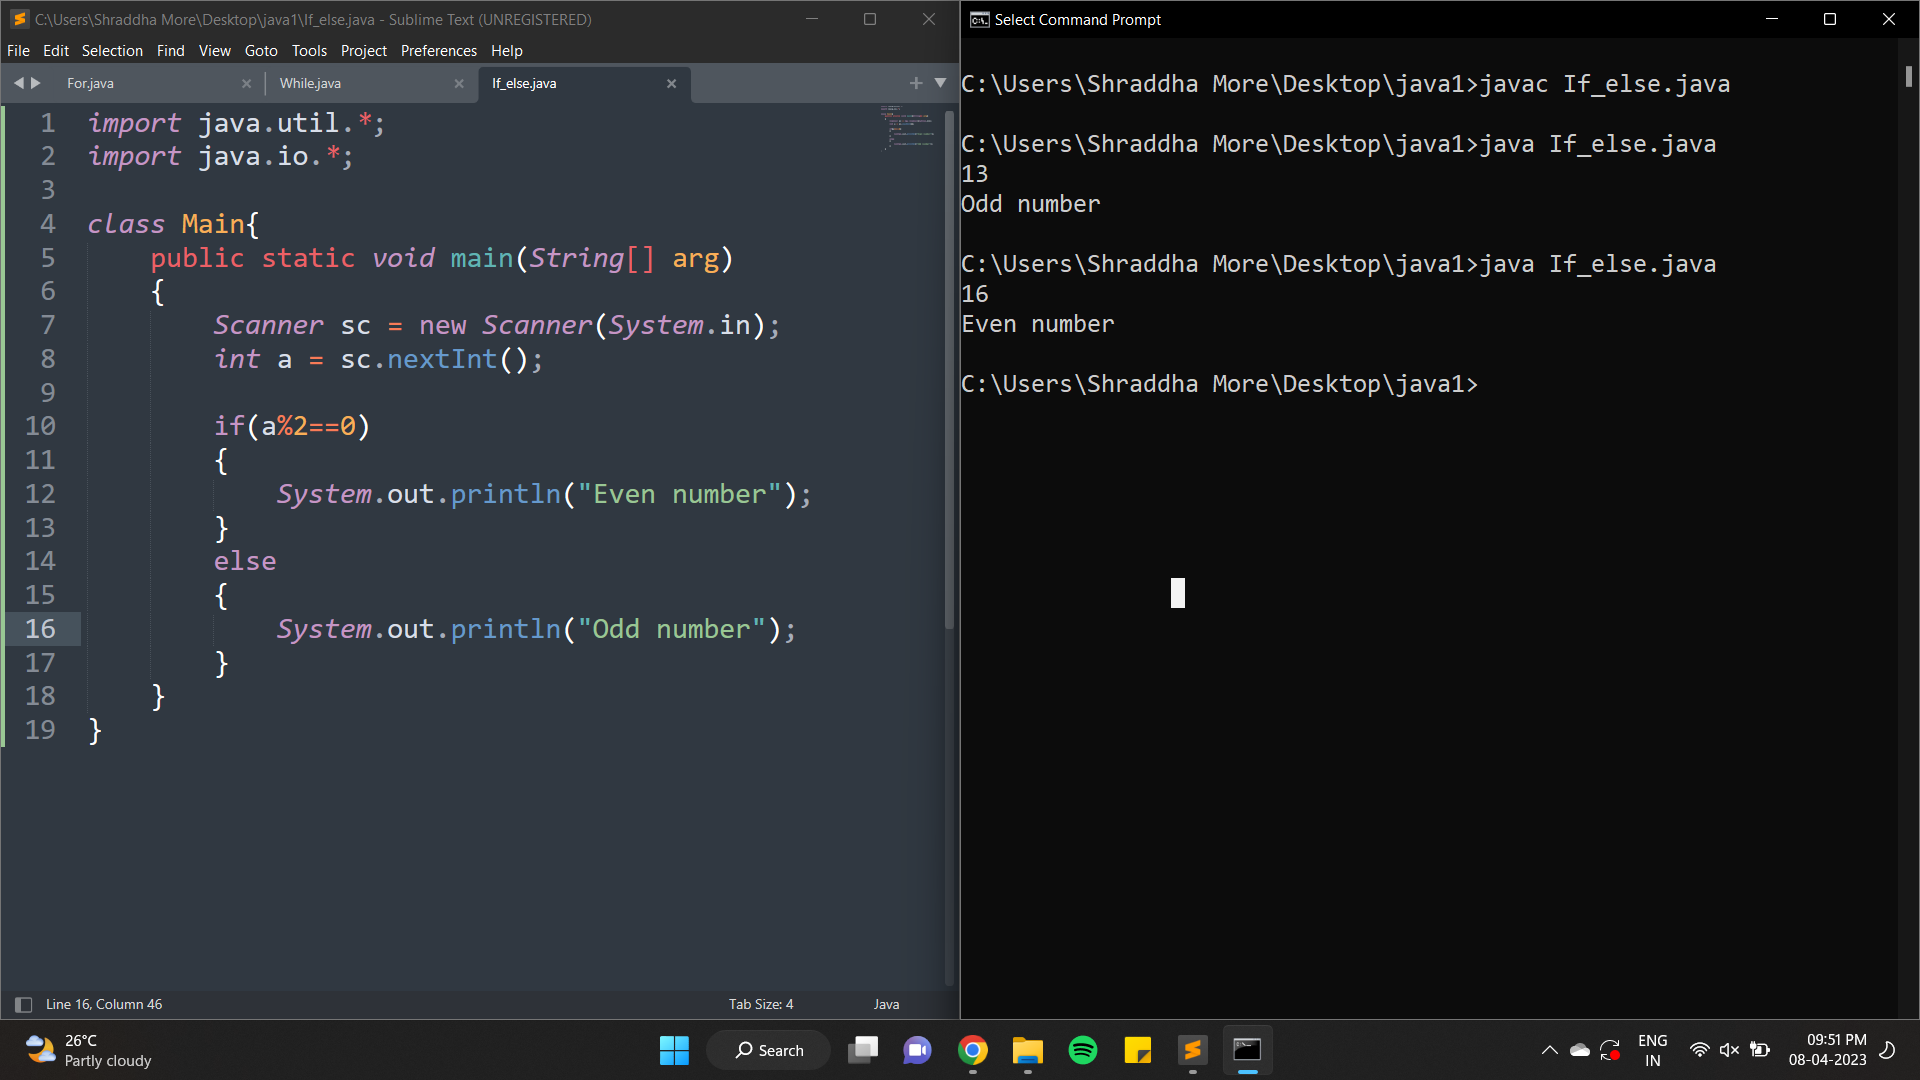 C:\Users\Shraddha More\Desktop\java1\If_else.java - Sublime Text (UNREGISTERED)
File Edit Selection Find View Goto Tools Project Preferences Help
For.java While.java If_else.java
1 import java.util.*;
2 import java.io.*;
3
4 class Main{
5 public static void main(String[] arg)
6 {
7 Scanner sc = new Scanner(System.in);
8 int a = sc.nextInt();
9
10 if(a%2==0)
11 {
12 System.out.println("Even number");
13 }
14 else
15 {
16 System.out.println("Odd number");
17 }
18 }
19 }
Line 16, Column 46 Tab Size: 4 Java
Select Command Prompt
C:\Users\Shraddha More\Desktop\java1>javac If_else.java
C:\Users\Shraddha More\Desktop\java1>java If_else.java
13
Odd number
C:\Users\Shraddha More\Desktop\java1>java If_else.java
16
Even number
C:\Users\Shraddha More\Desktop\java1>
26°C
Partly cloudy
Search
ENG
IN
09:51 PM
08-04-2023